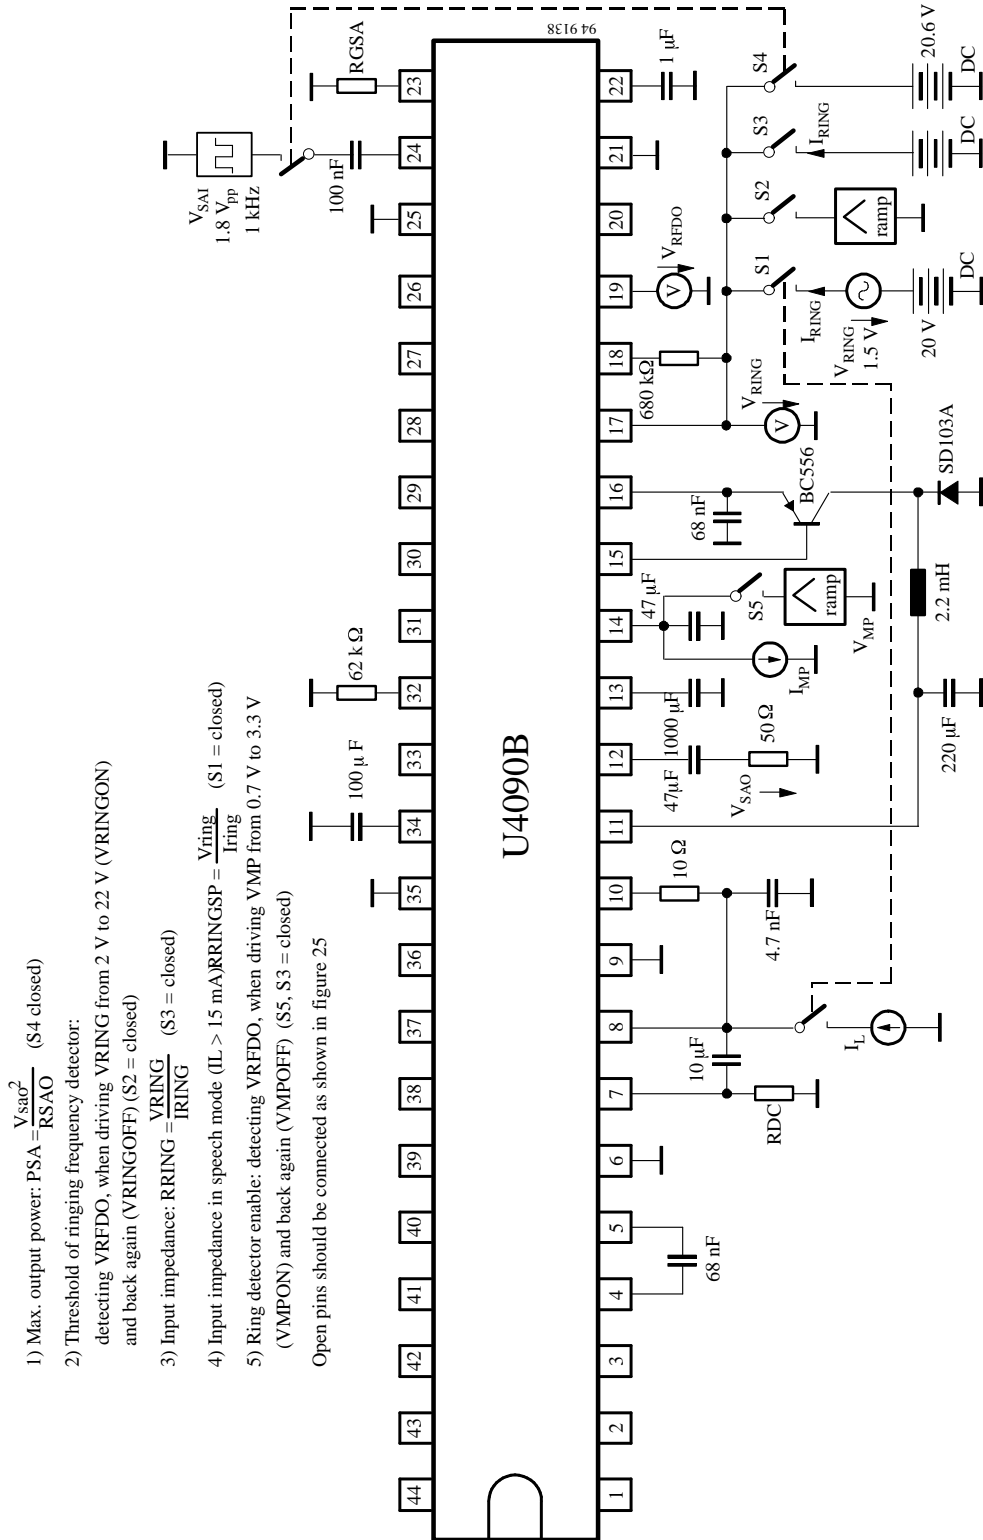 1) Max. output power: PSA = Vsao² / RSAO (S4 closed)
2) Threshold of ringing frequency detector:
detecting VRFDO, when driving VRING from 2 V to 22 V (VRINGON)
and back again (VRINGOFF) (S2 = closed)
3) Input impedance: RRING = VRING / IRING (S3 = closed)
4) Input impedance in speech mode (IL > 15 mA)RRINGSP = Vring / Iring (S1 = closed)
5) Ring detector enable: detecting VRFDO, when driving VMP from 0.7 V to 3.3 V
(VMPON) and back again (VMPOFF) (S5, S3 = closed)
Open pins should be connected as shown in figure 25
V_SAI
1.8 V_pp
1 kHz
100 nF
RGSA
62 kΩ
100 µF
44 43 42 41 40 39 38 37 36 35 34 33 32 31 30 29 28 27 26 25 24 23
U4090B
94 9138
1 2 3 4 5 6 7 8 9 10 11 12 13 14 15 16 17 18 19 20 21 22
68 nF
RDC
10 µF
I_L
4.7 nF
10 Ω
47µF
V_SAO
50 Ω
1000 µF
I_MP
47 µF
S5
ramp
V_MP
68 nF
BC556
220 µF
2.2 mH
SD103A
V
V_RING
680 kΩ
V
V_RFDO
1 µF
S1
S2
S3
S4
I_RING
V_RING
1.5 V
20 V
DC
ramp
I_RING
DC
20.6 V
DC